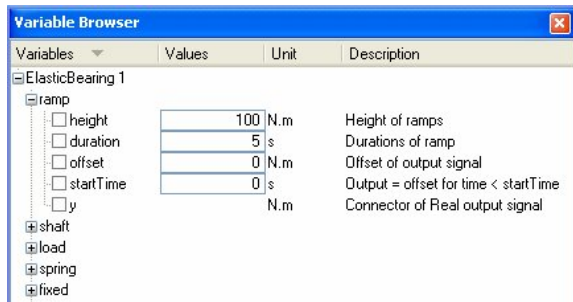 Variable Browser
Variables Values Unit Description
ElasticBearing 1
ramp
height 100 N.m Height of ramps
duration 5 s Durations of ramp
offset 0 N.m Offset of output signal
startTime 0 s Output = offset for time < startTime
y N.m Connector of Real output signal
shaft
load
spring
fixed